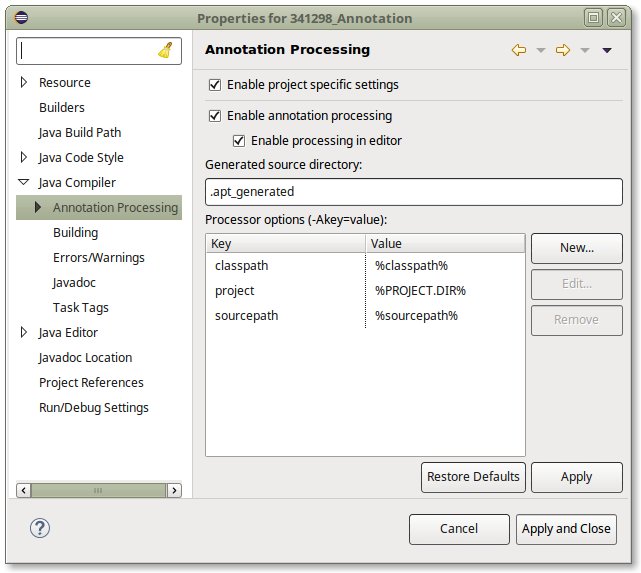 Properties for 341298_Annotation
Resource
Builders
Java Build Path
Java Code Style
Java Compiler
Annotation Processing
Building
Errors/Warnings
Javadoc
Task Tags
Java Editor
Javadoc Location
Project References
Run/Debug Settings
Annotation Processing
Enable project specific settings
Enable annotation processing
Enable processing in editor
Generated source directory:
.apt_generated
Processor options (-Akey=value):
Key Value
classpath %classpath%
project %PROJECT.DIR%
sourcepath %sourcepath%
New...
Edit...
Remove
Restore Defaults Apply
? Cancel Apply and Close